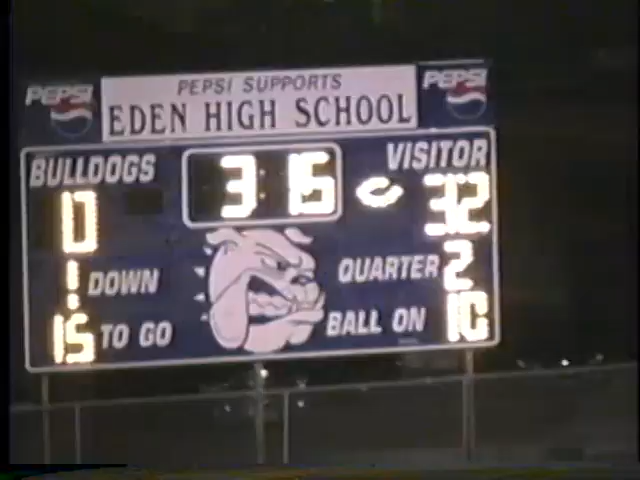 PEPSI PEPSI SUPPORTS PEPSI
EDEN HIGH SCHOOL
BULLDOGS 3:15 VISITOR
0 32
1 DOWN QUARTER 2
15 TO GO BALL ON 10